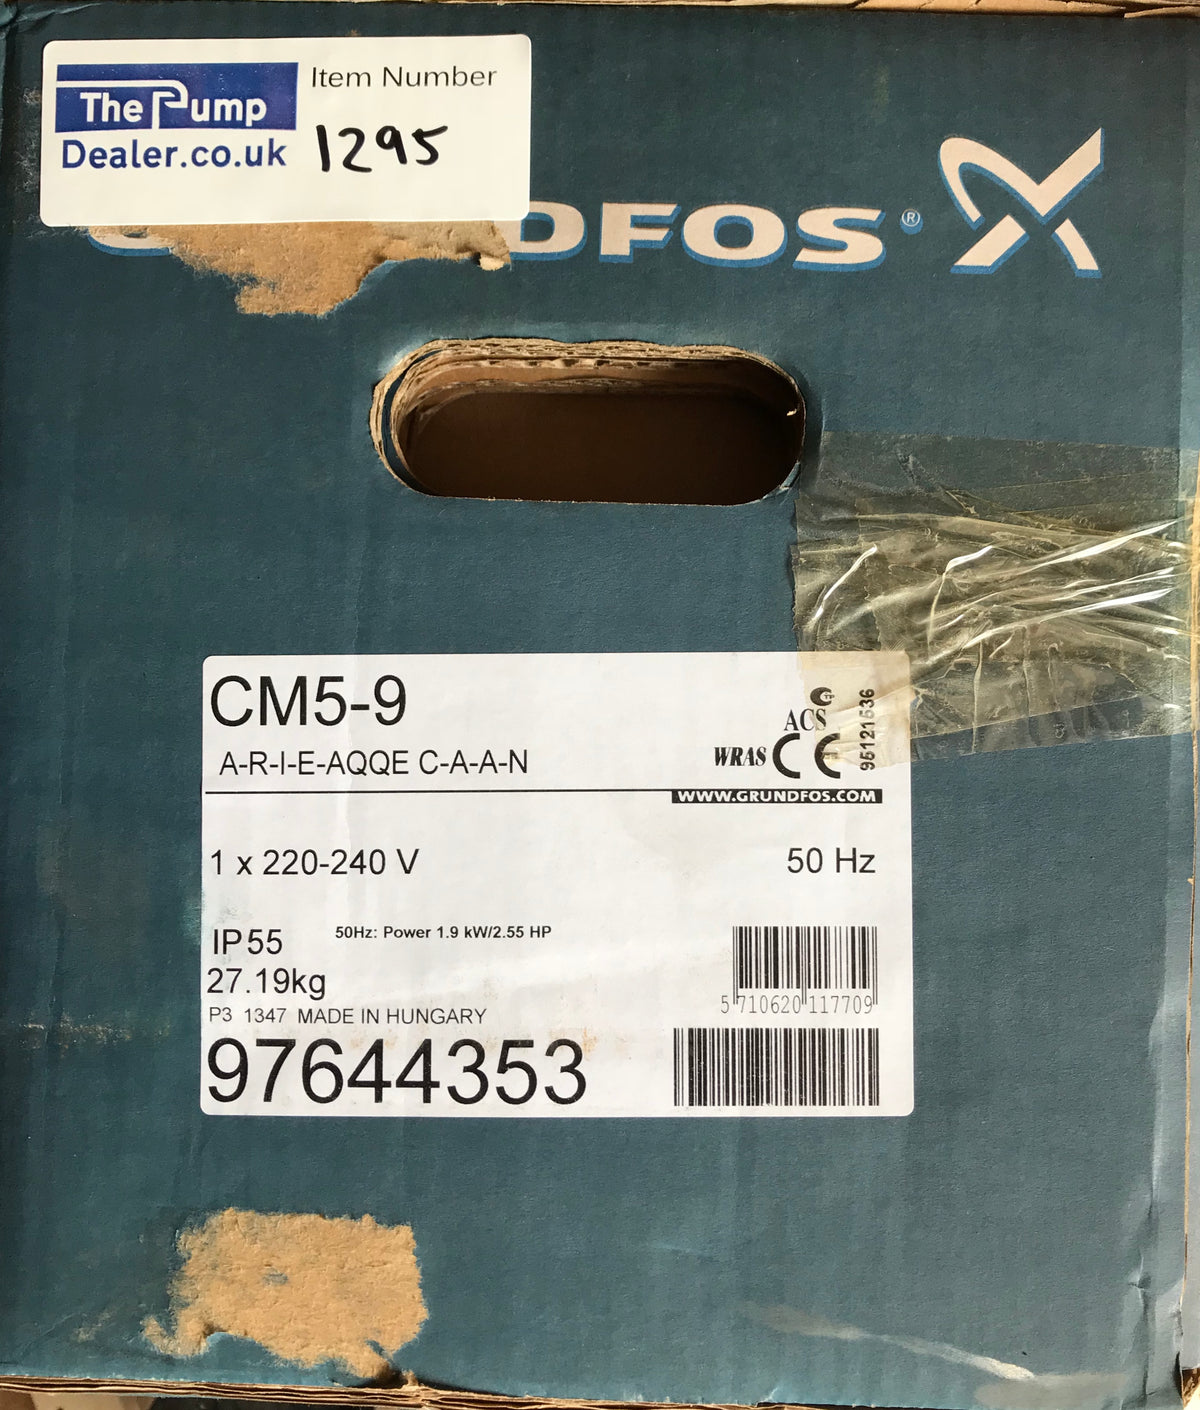 The Pump
Dealer.co.uk
Item Number
1295
DFOS®
CM5-9
A-R-I-E-AQQE C-A-A-N
ACS
WRAS CE
95121536
WWW.GRUNDFOS.COM
1 x 220-240 V
50 Hz
IP55
50Hz: Power 1.9 kW/2.55 HP
27.19kg
P3 1347 MADE IN HUNGARY
97644353
5 710620 117709